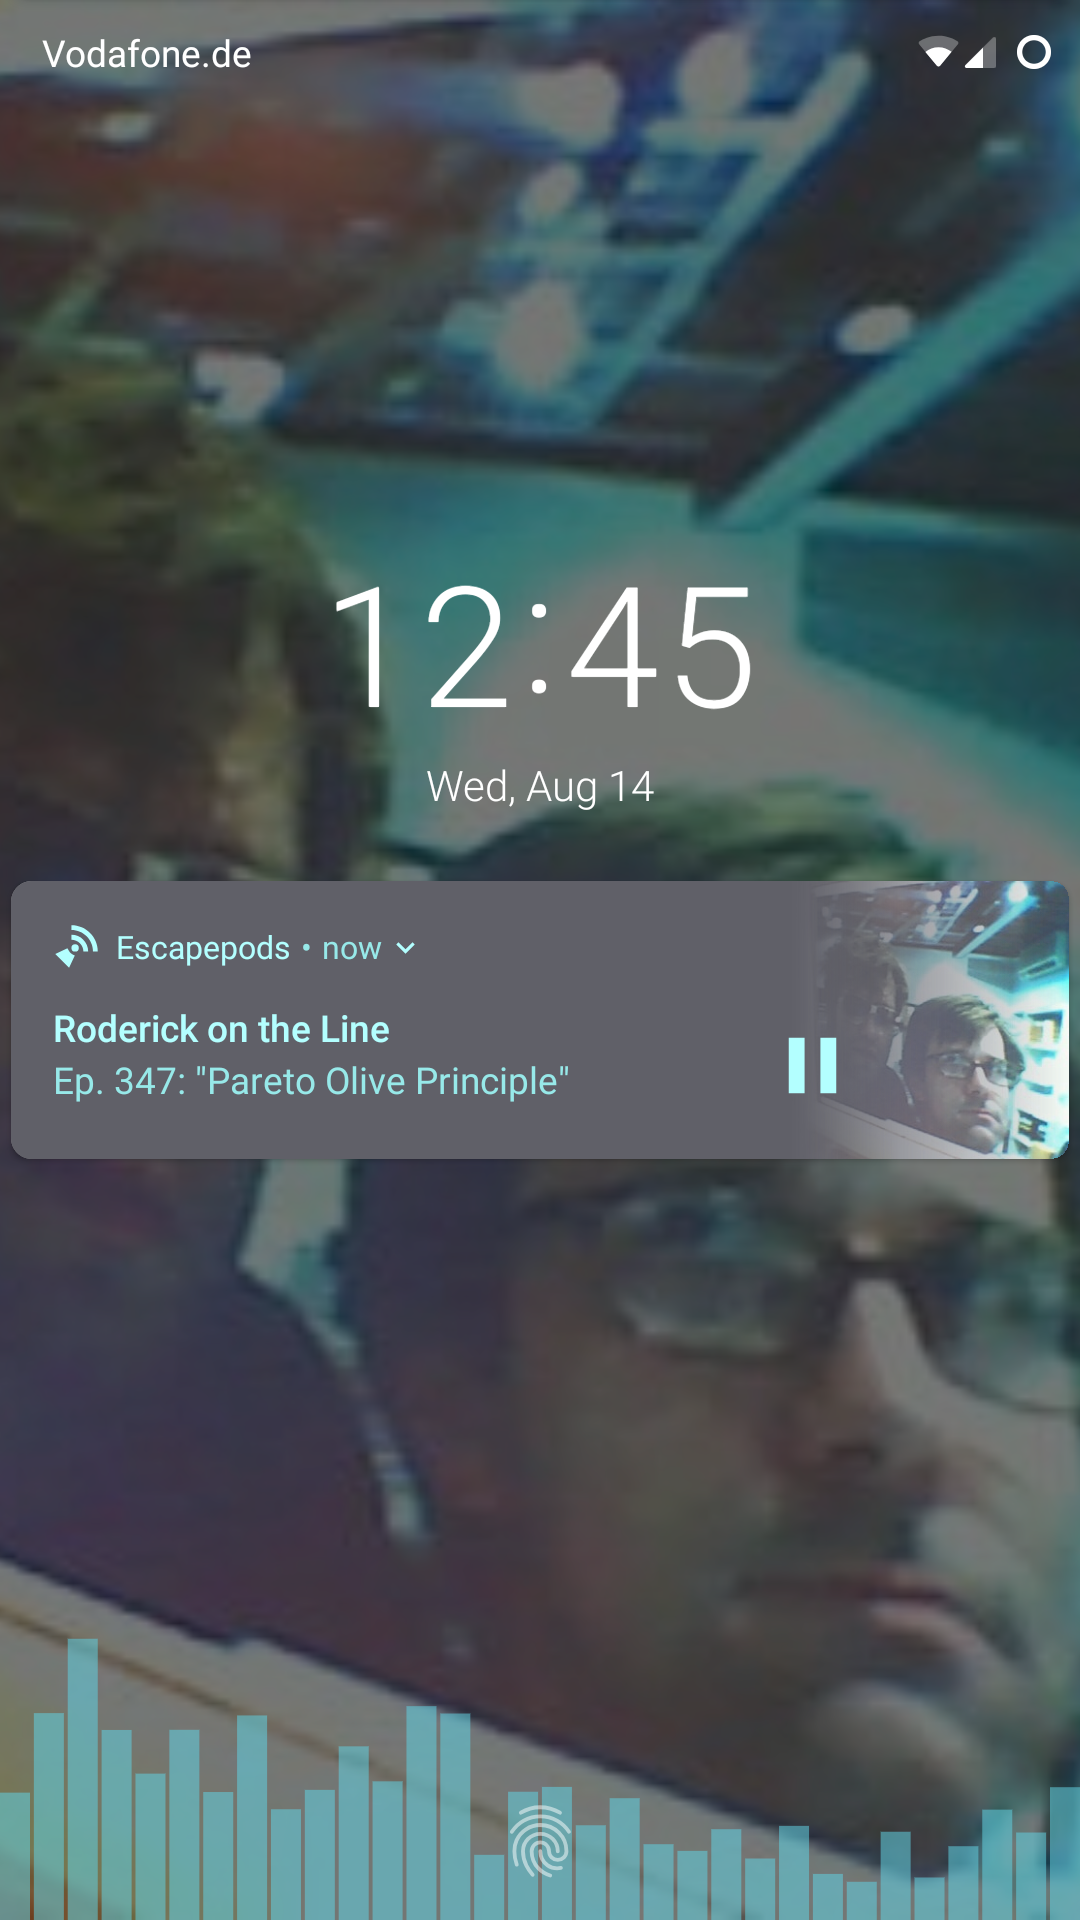 Vodafone.de
12:45
Wed, Aug 14
Escapepods • now
Roderick on the Line
Ep. 347: "Pareto Olive Principle"